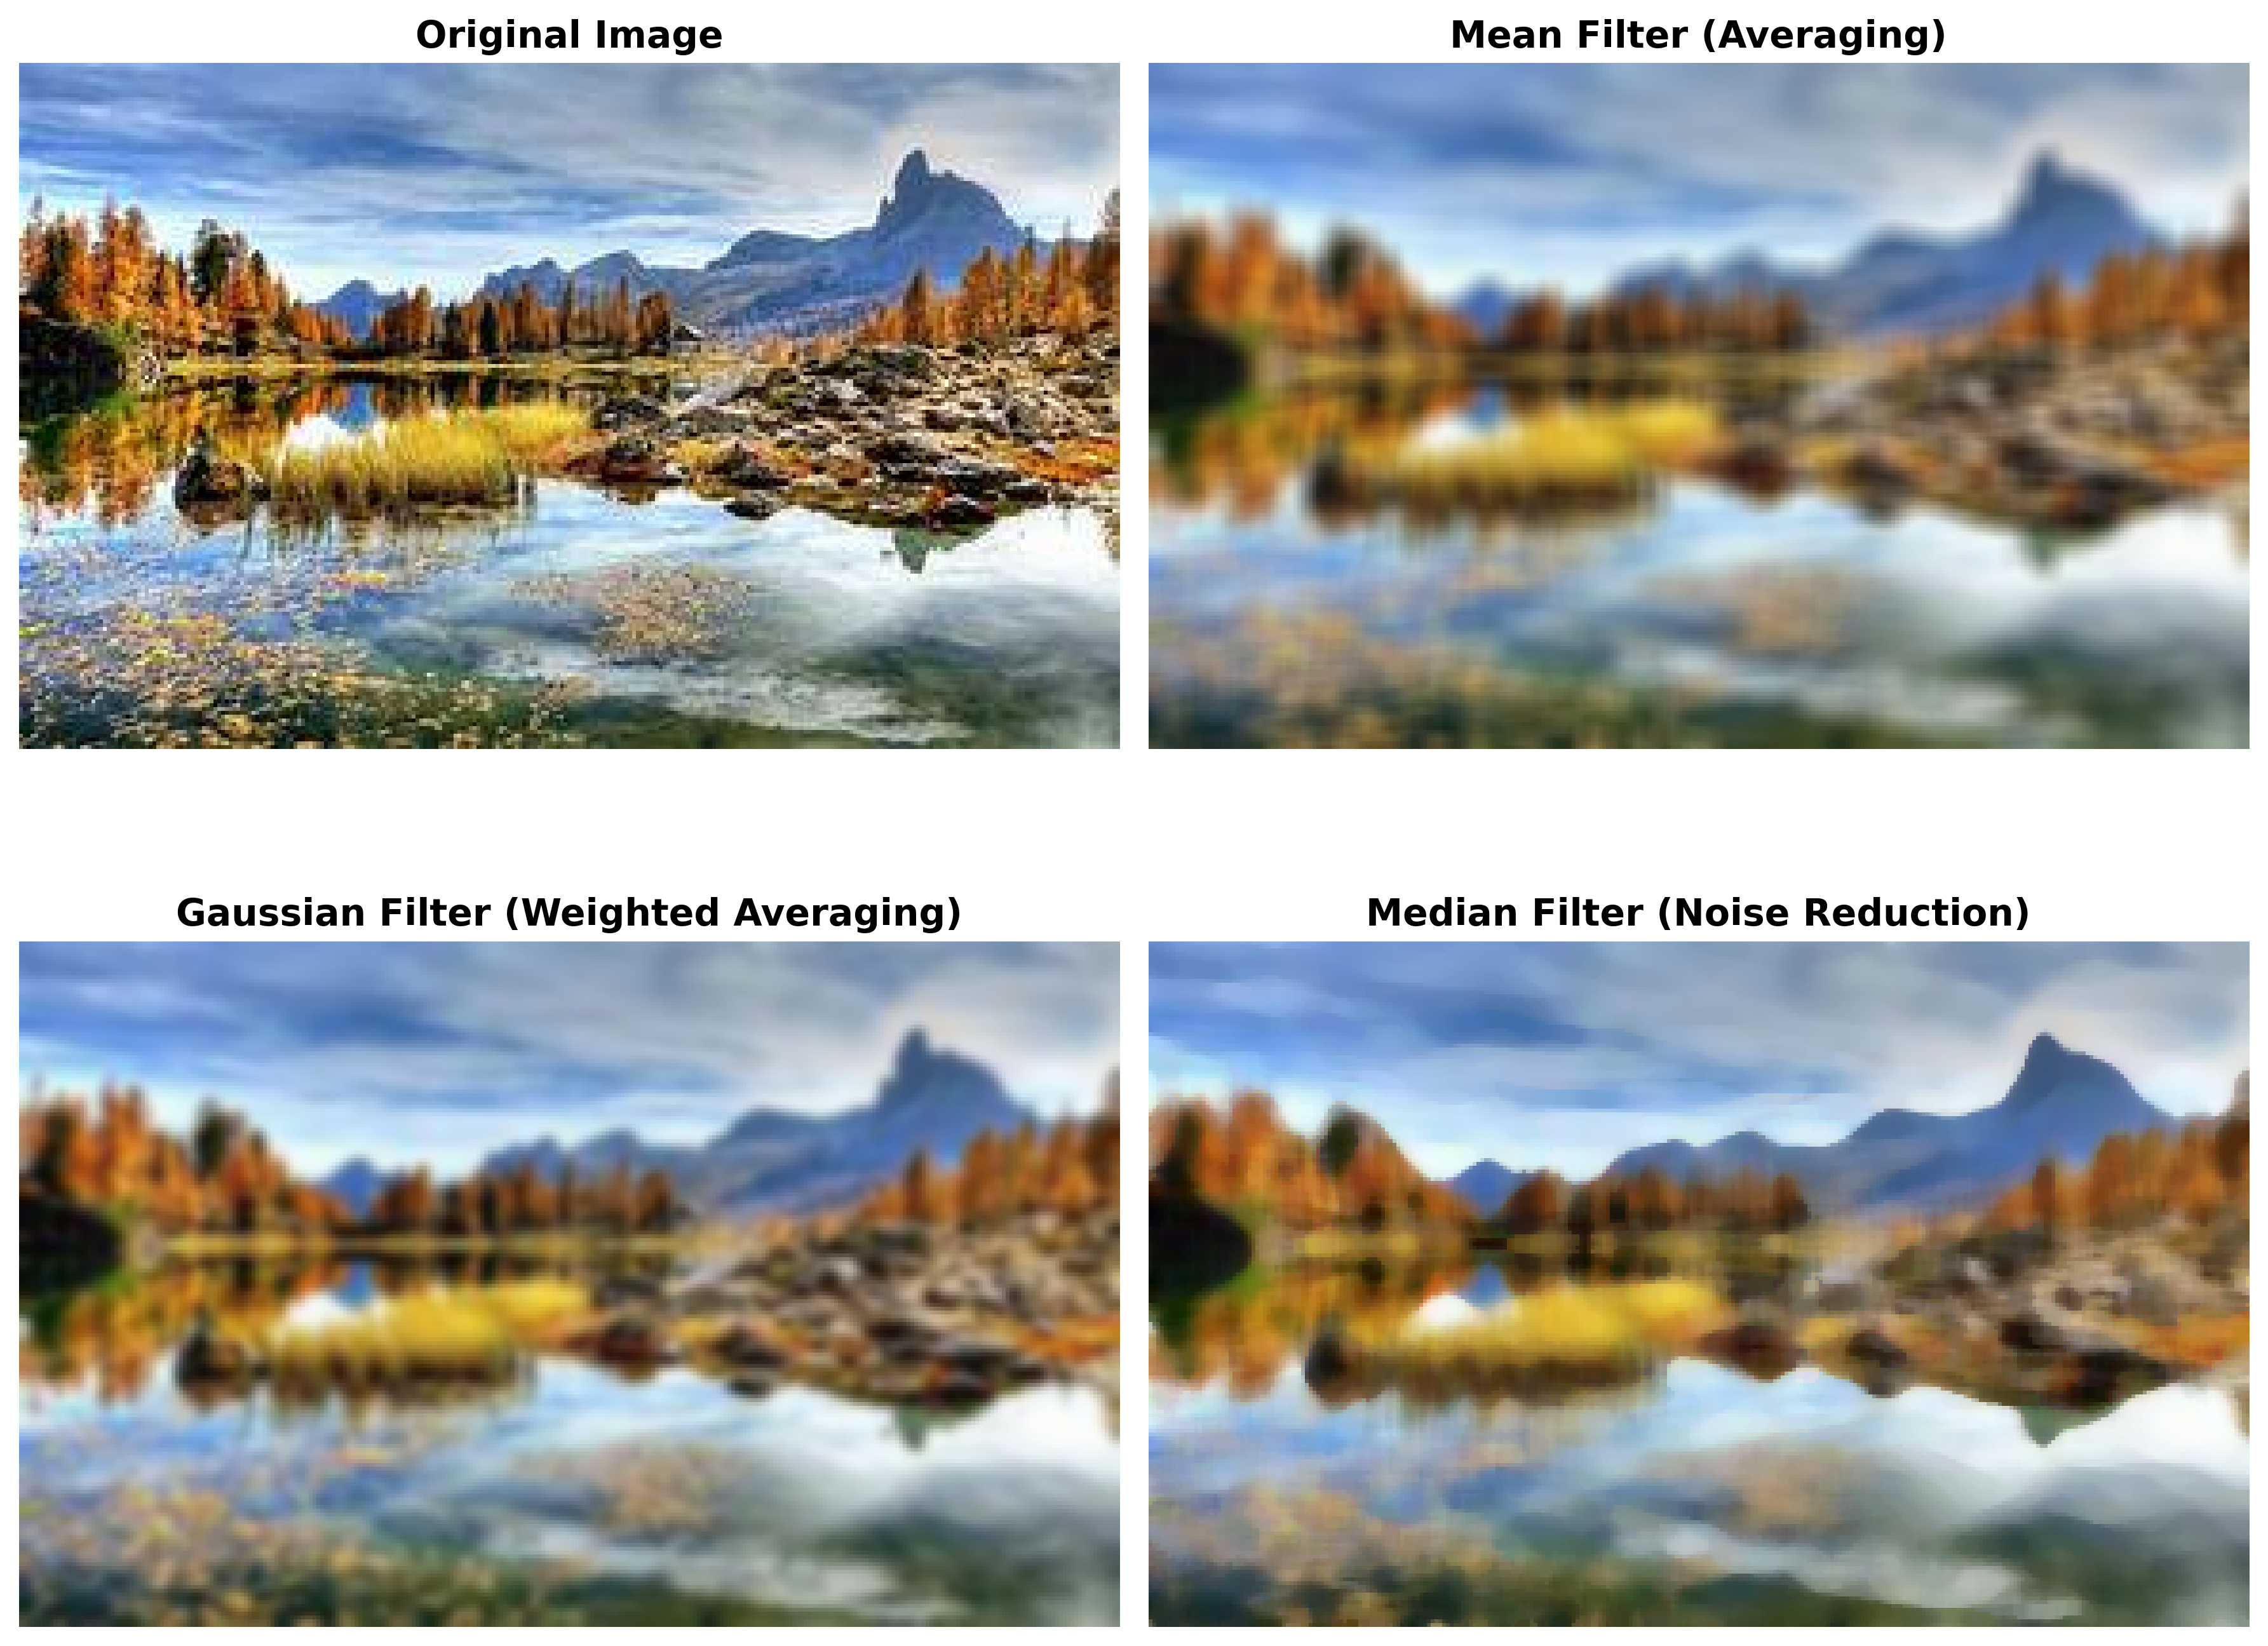 Original Image
Mean Filter (Averaging)
Gaussian Filter (Weighted Averaging)
Median Filter (Noise Reduction)